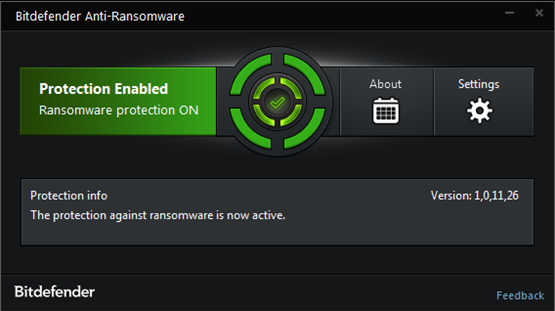 Bitdefender Anti-Ransomware
Protection Enabled
Ransomware protection ON
About
Settings
Protection info
Version: 1,0,11,26
The protection against ransomware is now active.
Bitdefender
Feedback